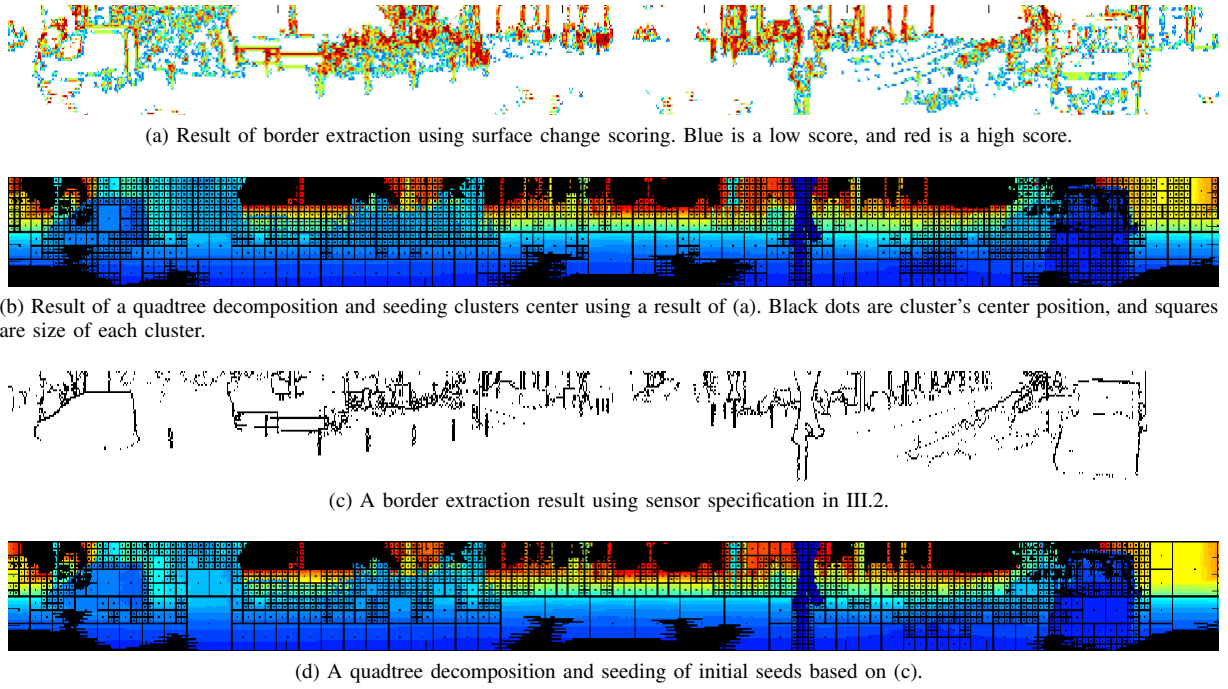 (a) Result of border extraction using surface change scoring. Blue is a low score, and red is a high score.
(b) Result of a quadtree decomposition and seeding clusters center using a result of (a). Black dots are cluster's center position, and squares
are size of each cluster.
(c) A border extraction result using sensor specification in III.2.
(d) A quadtree decomposition and seeding of initial seeds based on (c).